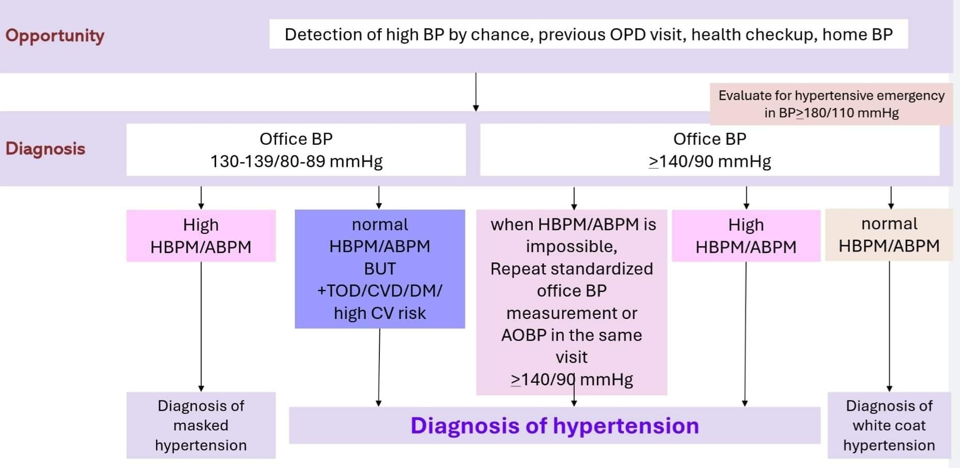 Opportunity
Detection of high BP by chance, previous OPD visit, health checkup, home BP
Evaluate for hypertensive emergency
in BP≥180/110 mmHg
Diagnosis
Office BP
130-139/80-89 mmHg
Office BP
≥140/90 mmHg
High
HBPM/ABPM
normal
HBPM/ABPM
BUT
+TOD/CVD/DM/
high CV risk
when HBPM/ABPM is
impossible,
Repeat standardized
office BP
measurement or
AOBP in the same
visit
≥140/90 mmHg
High
HBPM/ABPM
normal
HBPM/ABPM
Diagnosis of
masked
hypertension
Diagnosis of hypertension
Diagnosis of
white coat
hypertension